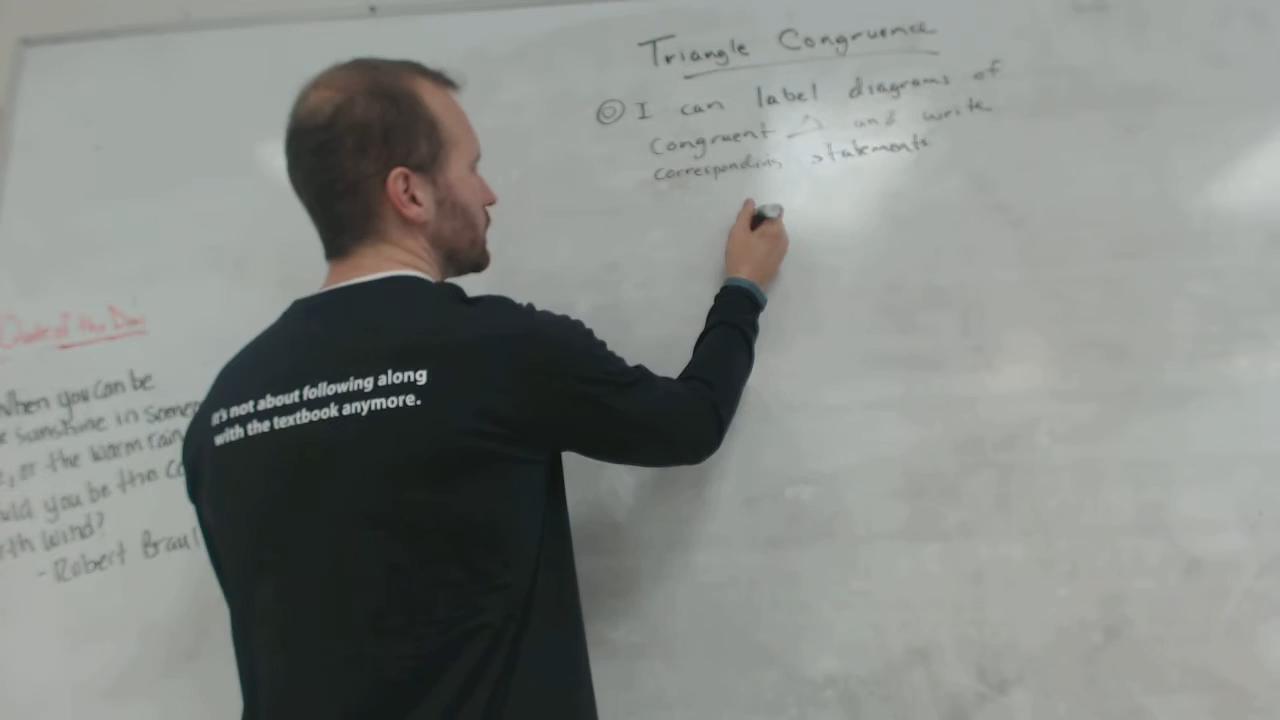 Triangle Congruence
◎ I can label diagrams of
congruent △ and write
corresponding statements
Quote of the Day
When you can be
sunshine in
, or the warm rain
would you be the
wind?
-Robert Braul
It's not about following along
with the textbook anymore.